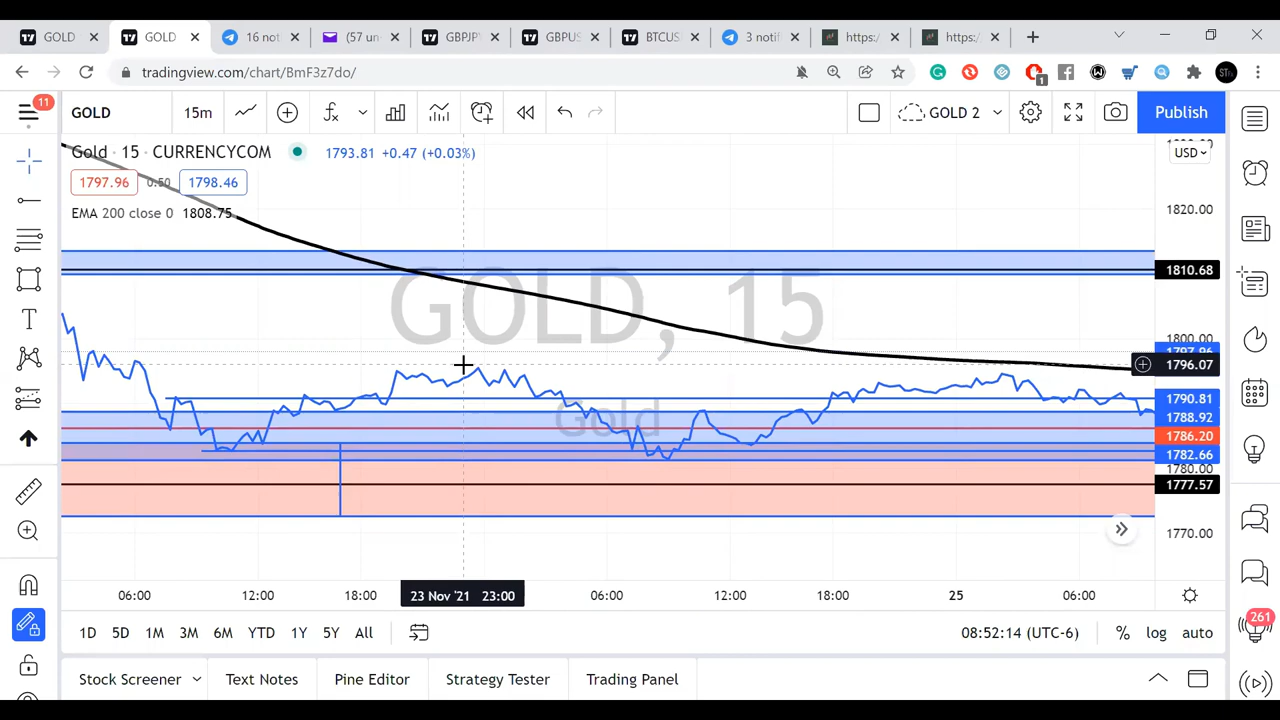 GOLD
GOLD
16 not
(57 un
GBPJP
GBPUS
BTCUS
3 notifi
https:/
https:/
tradingview.com/chart/BmF3z7do/
1
11
GOLD
15m
GOLD 2
Publish
Gold · 15 · CURRENCYCOM
1793.81 +0.47 (+0.03%)
USD
1797.96 0.50 1798.46
EMA 200 close 0 1808.75
1820.00
GOLD, 15
Gold
1810.68
1800.00
1797.96
1796.07
1790.81
1788.92
1786.20
1782.66
1780.00
1777.57
1770.00
06:00
12:00
18:00
23 Nov '21 23:00
06:00
12:00
18:00
25
06:00
1D
5D
1M
3M
6M
YTD
1Y
5Y
All
08:52:14 (UTC-6)
%
log
auto
261
Stock Screener
Text Notes
Pine Editor
Strategy Tester
Trading Panel